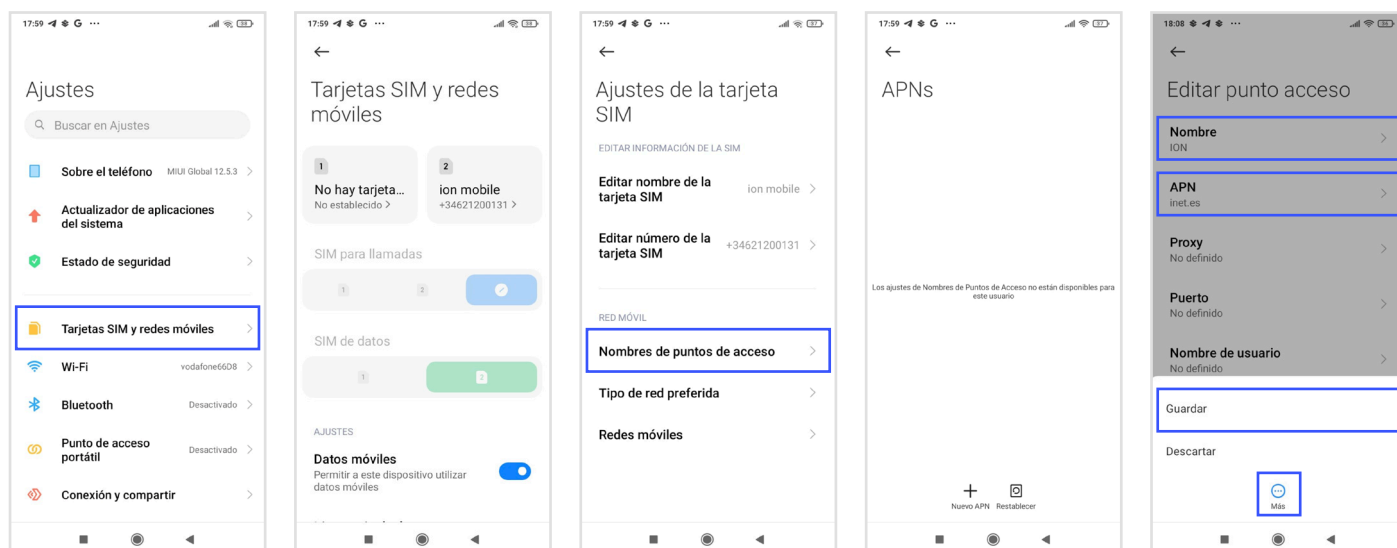 17:59 G ... 38
Ajustes
Buscar en Ajustes
Sobre el teléfono MIUI Global 12.5.3
Actualizador de aplicaciones
del sistema
Estado de seguridad
Tarjetas SIM y redes móviles
Wi-Fi vodafone66D8
Bluetooth Desactivado
Punto de acceso
portátil Desactivado
Conexión y compartir
17:59 G ... 38
Tarjetas SIM y redes
móviles
1
No hay tarjeta...
No establecido >
2
ion mobile
+34621200131 >
SIM para llamadas
1 2
SIM de datos
1 2
AJUSTES
Datos móviles
Permitir a este dispositivo utilizar
datos móviles
17:59 G ... 37
Ajustes de la tarjeta
SIM
EDITAR INFORMACIÓN DE LA SIM
Editar nombre de la
tarjeta SIM ion mobile
Editar número de la
tarjeta SIM +34621200131
RED MÓVIL
Nombres de puntos de acceso
Tipo de red preferida
Redes móviles
17:59 G ... 37
APNs
Los ajustes de Nombres de Puntos de Acceso no están disponibles para
este usuario
Nuevo APN Restablecer
18:08 ... 36
Editar punto acceso
Nombre
ION
APN
inet.es
Proxy
No definido
Puerto
No definido
Nombre de usuario
No definido
Guardar
Descartar
Más